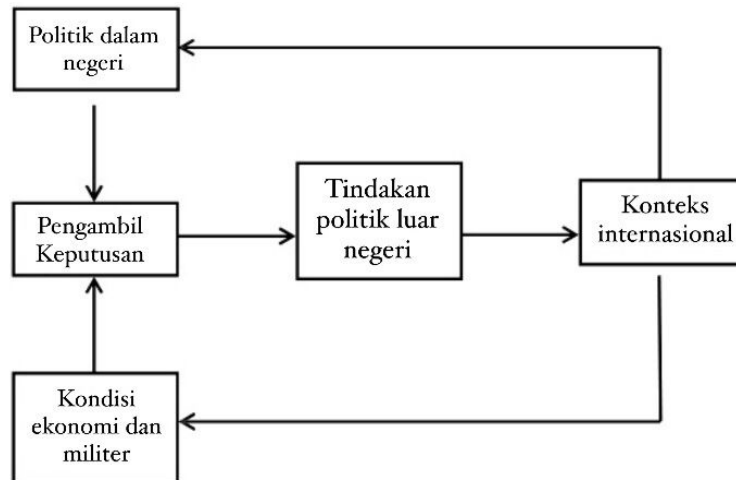 Politik dalam
negeri
Pengambil
Keputusan
Tindakan
politik luar
negeri
Konteks
internasional
Kondisi
ekonomi dan
militer